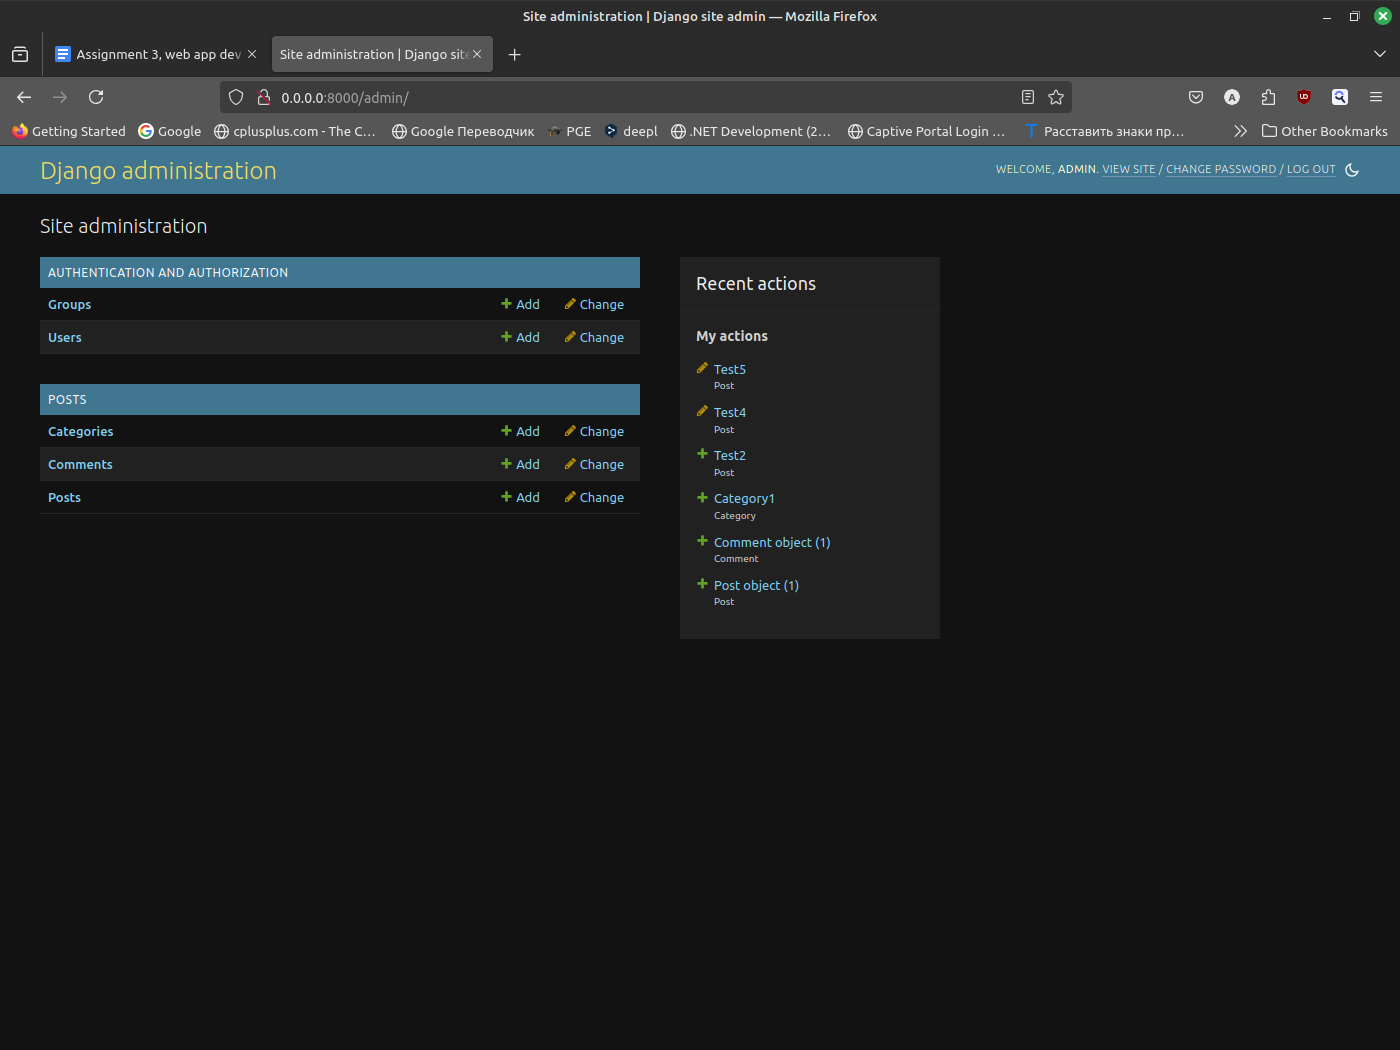 Site administration | Django site admin — Mozilla Firefox
Assignment 3, web app dev
Site administration | Django site
0.0.0.0:8000/admin/
A
UD
Getting Started
Google
cplusplus.com - The C…
Google Переводчик
PGE
deepl
.NET Development (2…
Captive Portal Login …
T
Расставить знаки пр…
Other Bookmarks
Django administration
WELCOME, ADMIN. VIEW SITE / CHANGE PASSWORD / LOG OUT
Site administration
AUTHENTICATION AND AUTHORIZATION
Groups Add Change
Users Add Change
POSTS
Categories Add Change
Comments Add Change
Posts Add Change
Recent actions
My actions
Test5
Post
Test4
Post
Test2
Post
Category1
Category
Comment object (1)
Comment
Post object (1)
Post